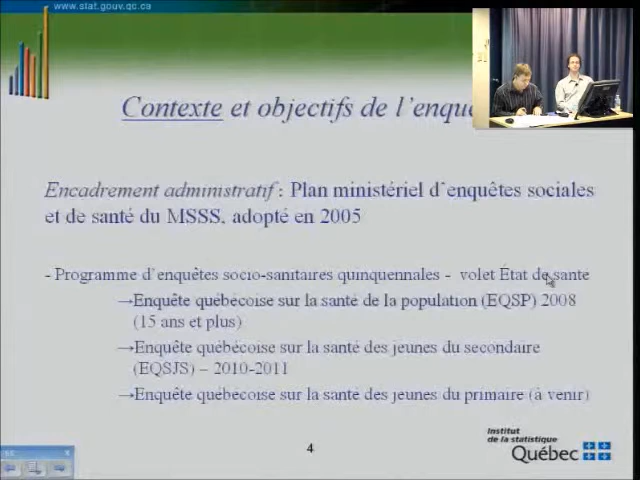 www.stat.gouv.qc.ca
Contexte et objectifs de l'enqu
Encadrement administratif : Plan ministériel d'enquêtes sociales
et de santé du MSSS, adopté en 2005
- Programme d'enquêtes socio-sanitaires quinquennales - volet État de sante
→Enquête québécoise sur la santé de la population (EQSP) 2008
(15 ans et plus)
→Enquête québécoise sur la santé des jeunes du secondaire
(EQSJS) – 2010-2011
→Enquête québécoise sur la santé des jeunes du primaire (à venir)
4
Institut
de la statistique
Québec